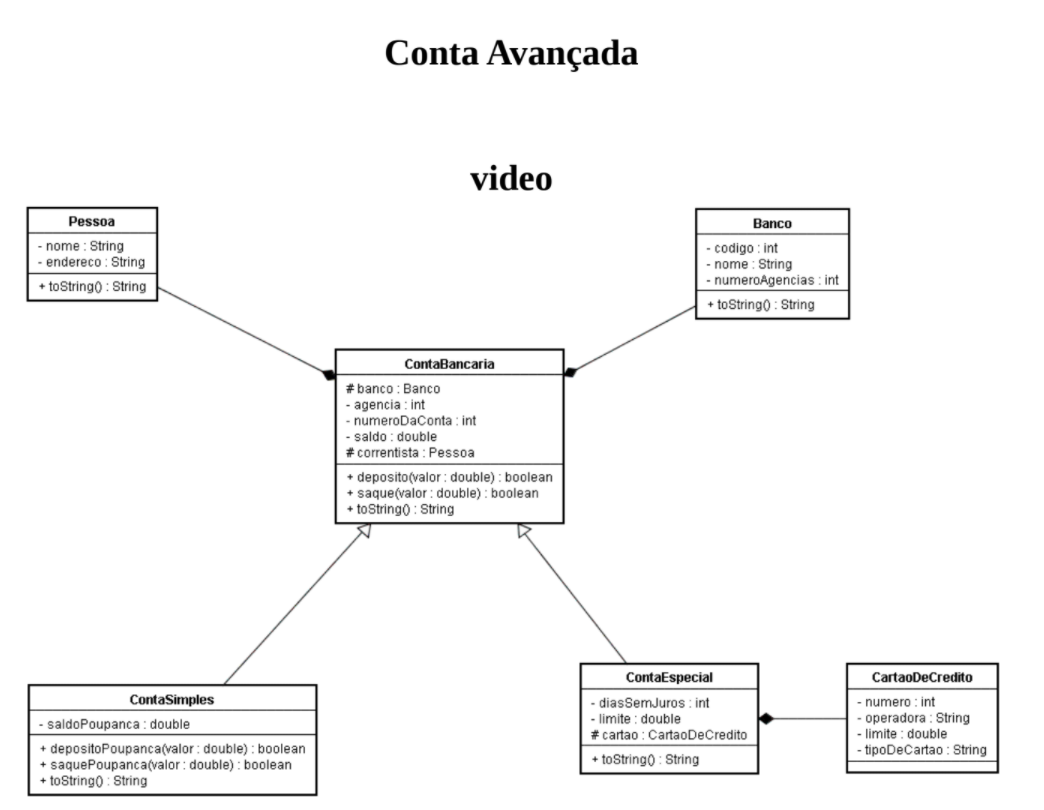 Conta Avançada
video
Pessoa
- nome : String
- endereco : String
+ toString() : String
Banco
- codigo : int
- nome : String
- numeroAgencias : int
+ toString() : String
ContaBancaria
# banco : Banco
- agencia : int
- numeroDaConta : int
- saldo : double
# correntista : Pessoa
+ deposito(valor : double) : boolean
+ saque(valor : double) : boolean
+ toString() : String
ContaSimples
- saldoPoupanca : double
+ depositoPoupanca(valor : double) : boolean
+ saquePoupanca(valor : double) : boolean
+ toString() : String
ContaEspecial
- diasSemJuros : int
- limite : double
# cartao : CartaoDeCredito
+ toString() : String
CartaoDeCredito
- numero : int
- operadora : String
- limite : double
- tipoDeCartao : String